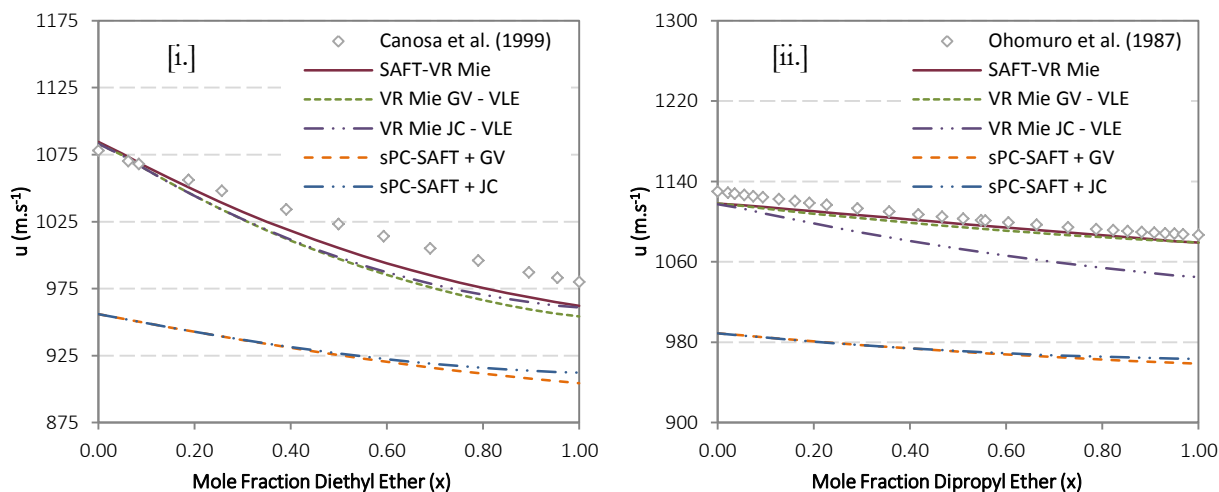 [i.]
Canosa et al. (1999)
SAFT-VR Mie
VR Mie GV - VLE
VR Mie JC - VLE
sPC-SAFT + GV
sPC-SAFT + JC
1175
1125
1075
1025
975
925
875
u (m.s⁻¹)
0.00 0.20 0.40 0.60 0.80 1.00
Mole Fraction Diethyl Ether (x)
[ii.]
Ohomuro et al. (1987)
SAFT-VR Mie
VR Mie GV - VLE
VR Mie JC - VLE
sPC-SAFT + GV
sPC-SAFT + JC
1300
1220
1140
1060
980
900
u (m.s⁻¹)
0.00 0.20 0.40 0.60 0.80 1.00
Mole Fraction Dipropyl Ether (x)